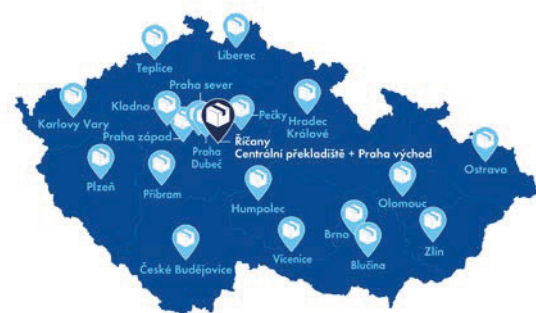 Liberec
Teplice
Praha sever
Kladno
Pečky
Hradec
Králové
Karlovy Vary
Praha západ
Praha
Dubeč
Říčany
Centrální překladiště + Praha východ
Ostrava
Plzeň
Příbram
Humpolec
Olomouc
Brno
Zlín
Vícenice
Blučina
České Budějovice